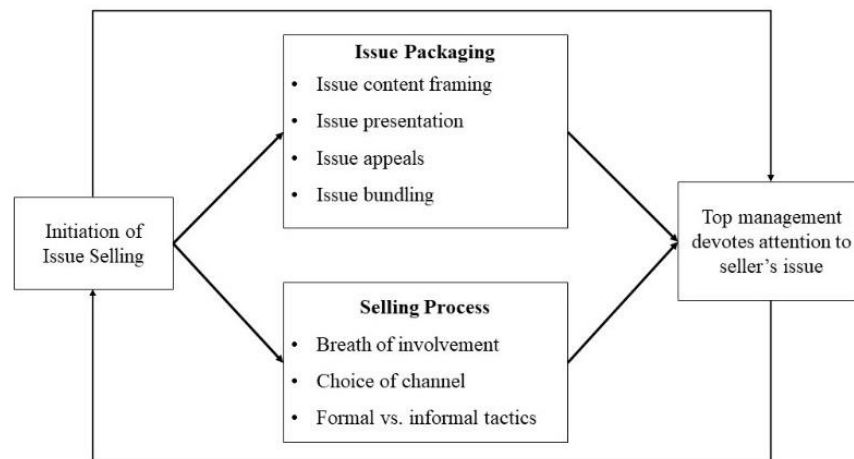 Issue Packaging
• Issue content framing
• Issue presentation
• Issue appeals
• Issue bundling
Initiation of
Issue Selling
Top management
devotes attention to
seller's issue
Selling Process
• Breath of involvement
• Choice of channel
• Formal vs. informal tactics